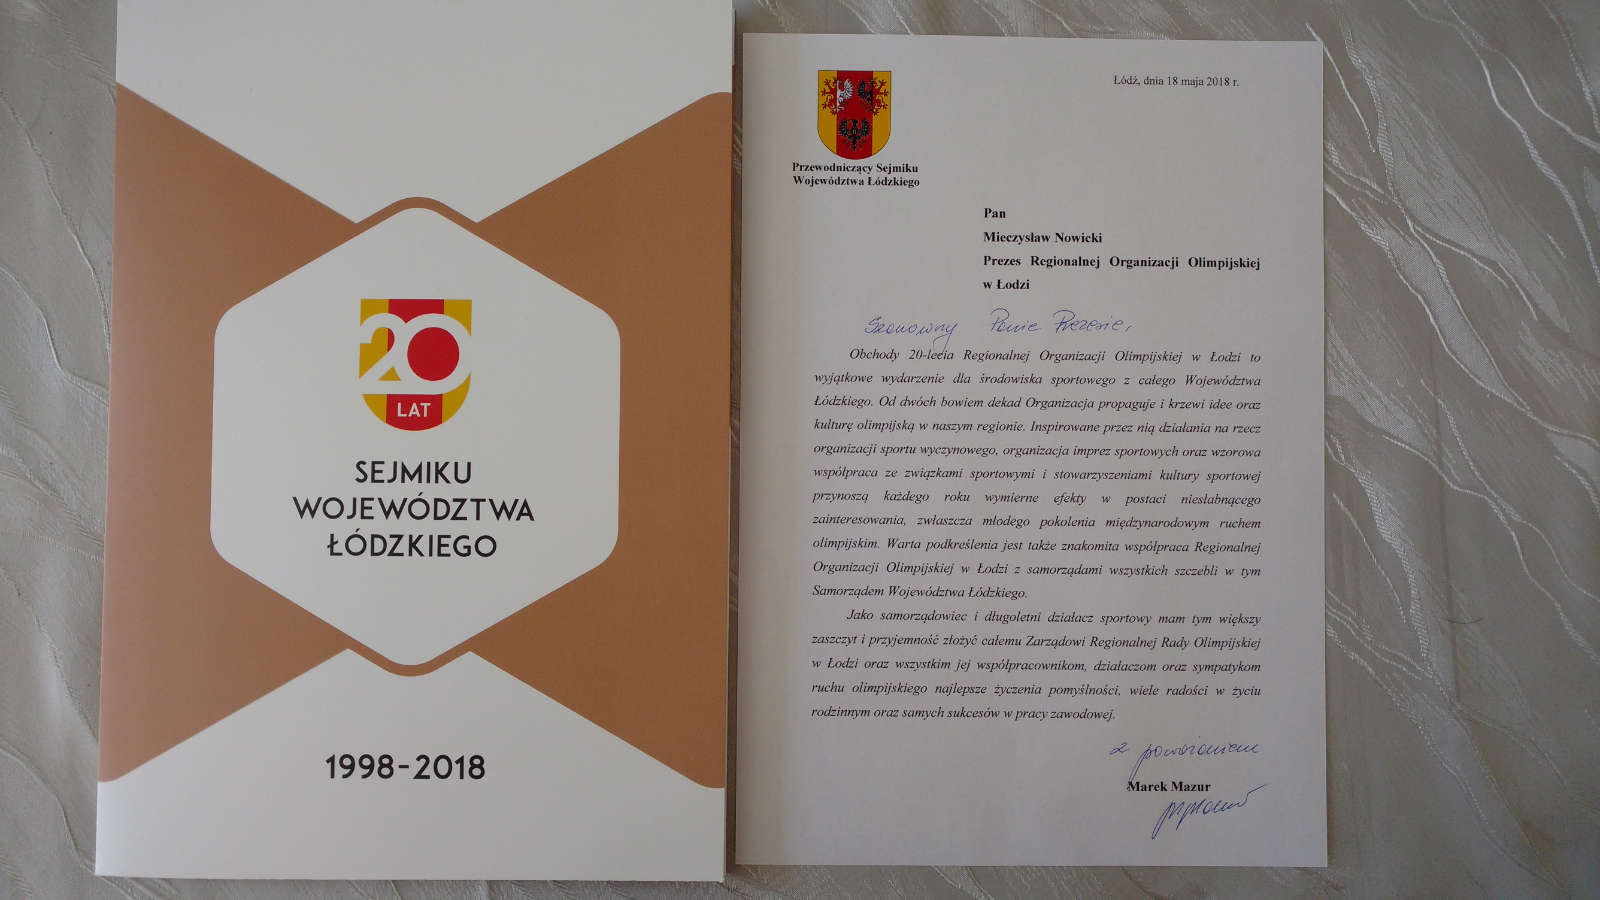 20
LAT
SEJMIKU
WOJEWÓDZTWA
ŁÓDZKIEGO
1998-2018
Łódź, dnia 18 maja 2018 r.
Przewodniczący Sejmiku
Województwa Łódzkiego
Pan
Mieczysław Nowicki
Prezes Regionalnej Organizacji Olimpijskiej
w Łodzi
Szanowny Panie Prezesie,
Obchody 20-lecia Regionalnej Organizacji Olimpijskiej w Łodzi to
wyjątkowe wydarzenie dla środowiska sportowego z całego Województwa
Łódzkiego. Od dwóch bowiem dekad Organizacja propaguje i krzewi idee oraz
kulturę olimpijską w naszym regionie. Inspirowane przez nią działania na rzecz
organizacji sportu wyczynowego, organizacja imprez sportowych oraz wzorowa
współpraca ze związkami sportowymi i stowarzyszeniami kultury sportowej
przynoszą każdego roku wymierne efekty w postaci niesłabnącego
zainteresowania, zwłaszcza młodego pokolenia międzynarodowym ruchem
olimpijskim. Warta podkreślenia jest także znakomita współpraca Regionalnej
Organizacji Olimpijskiej w Łodzi z samorządami wszystkich szczebli w tym
Samorządem Województwa Łódzkiego.
Jako samorządowiec i długoletni działacz sportowy mam tym większy
zaszczyt i przyjemność złożyć całemu Zarządowi Regionalnej Rady Olimpijskiej
w Łodzi oraz wszystkim jej współpracownikom, działaczom oraz sympatykom
ruchu olimpijskiego najlepsze życzenia pomyślności, wiele radości w życiu
rodzinnym oraz samych sukcesów w pracy zawodowej.
z poważaniem
Marek Mazur